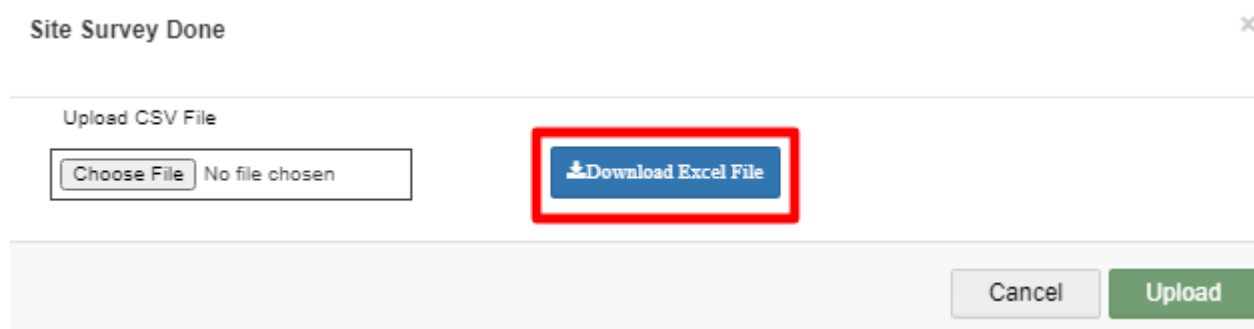 Site Survey Done
×
Upload CSV File
Choose File No file chosen
Download Excel File
Cancel
Upload